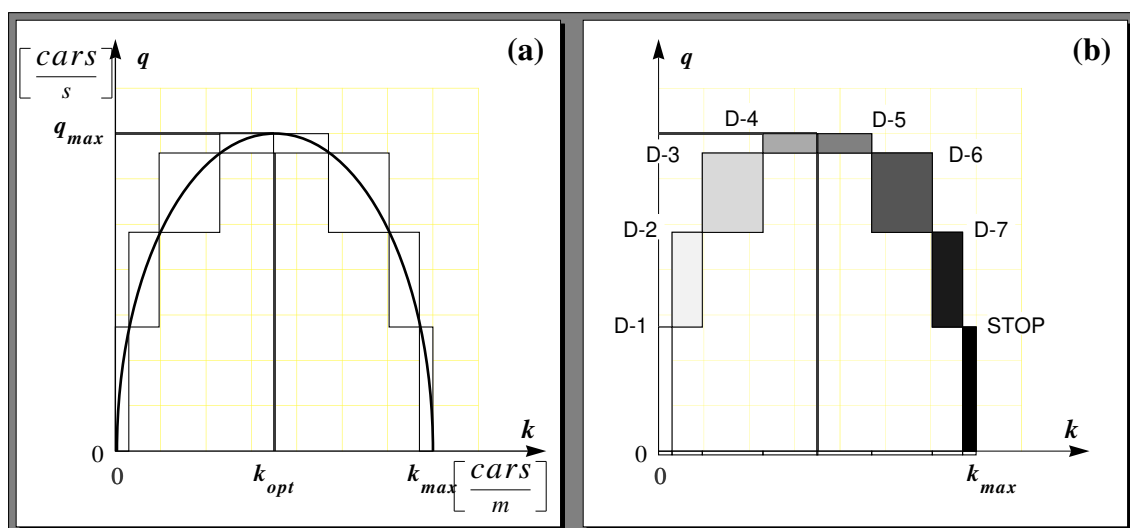 (a)
[cars/s]
q
q_max
0
0
k_opt
k_max
k
[cars/m]
(b)
q
D-4
D-5
D-3
D-6
D-2
D-7
D-1
STOP
0
0
k
k_max